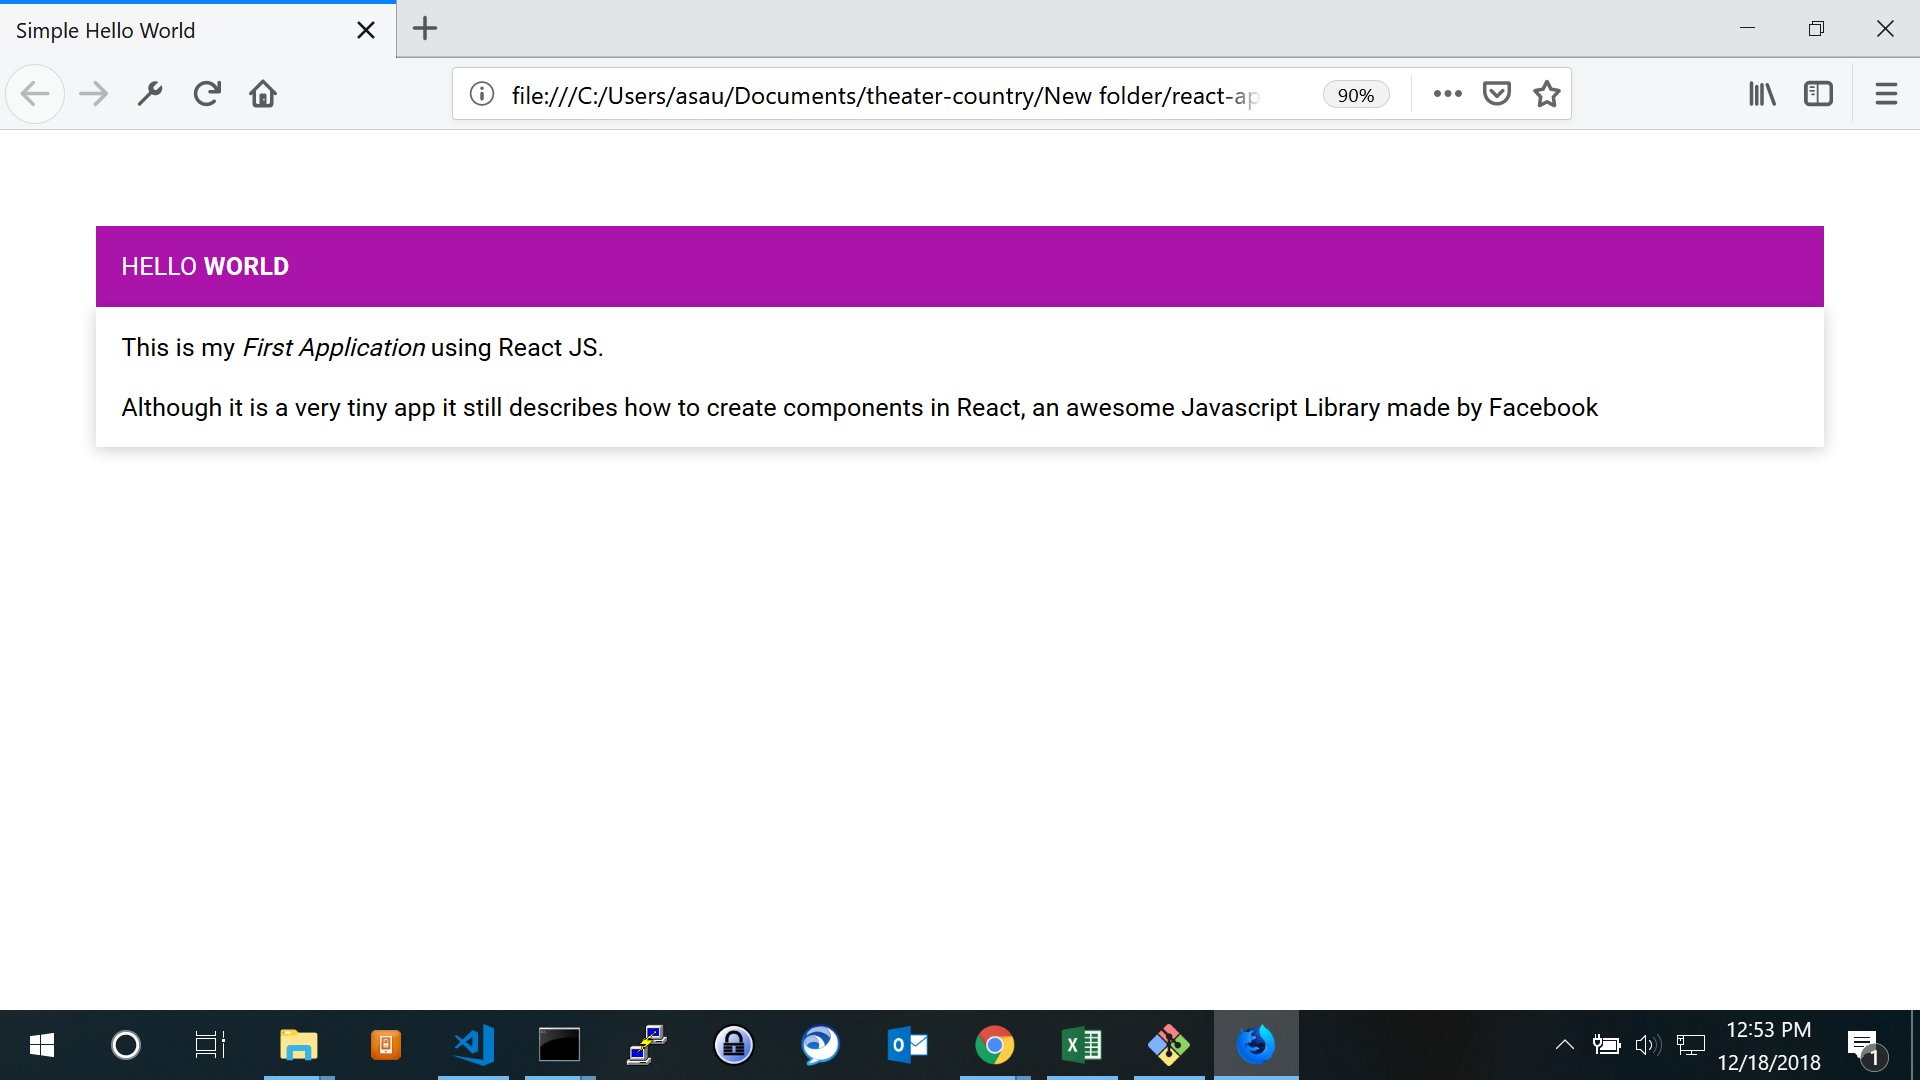 Simple Hello World
file:///C:/Users/asau/Documents/theater-country/New folder/react-ap
90%
HELLO WORLD
This is my First Application using React JS.
Although it is a very tiny app it still describes how to create components in React, an awesome Javascript Library made by Facebook
12:53 PM
12/18/2018
1